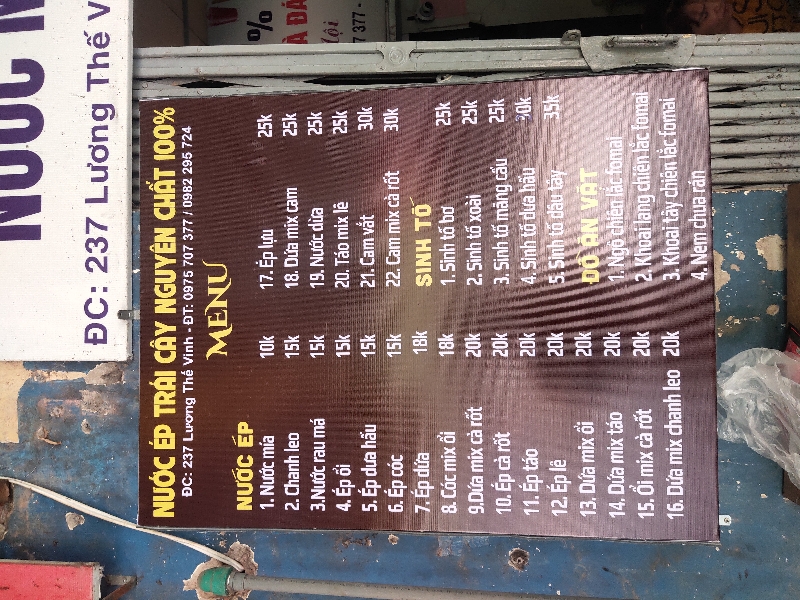 NƯỚC M
ĐC: 237 Lương Thế V
NƯỚC ÉP TRÁI CÂY NGUYÊN CHẤT 100%
ĐC: 237 Lương Thế Vinh - ĐT: 0975 707 377 / 0982 295 724
MENU
NƯỚC ÉP
1. Nước mía 10k
2. Chanh leo 15k
3.Nước rau má 15k
4. Ép ổi 15k
5. Ép dưa hấu 15k
6. Ép cóc 15k
7. Ép dứa 18k
8. Cóc mix ổi 18k
9.Dứa mix cà rốt 20k
10. Ép cà rốt 20k
11. Ép táo 20k
12. Ép lê 20k
13. Dứa mix ổi 20k
14. Dứa mix táo 20k
15. Ổi mix cà rốt 20k
16. Dứa mix chanh leo 20k
17. Ép lựu 25k
18. Dứa mix cam 25k
19. Nước dừa 25k
20. Táo mix lê 25k
21. Cam vắt 30k
22. Cam mix cà rốt 30k
SINH TỐ
1. Sinh tố bơ 25k
2. Sinh tố xoài 25k
3. Sinh tố mãng cầu 25k
4. Sinh tố dưa hấu 30k
5. Sinh tố dâu tây 35k
ĐỒ ĂN VẶT
1. Ngô chiên lắc fomai
2. Khoai lang chiên lắc fomai
3. Khoai tây chiên lắc fomai
4. Nem chua rán
%
À ĐÁ
7 377 -